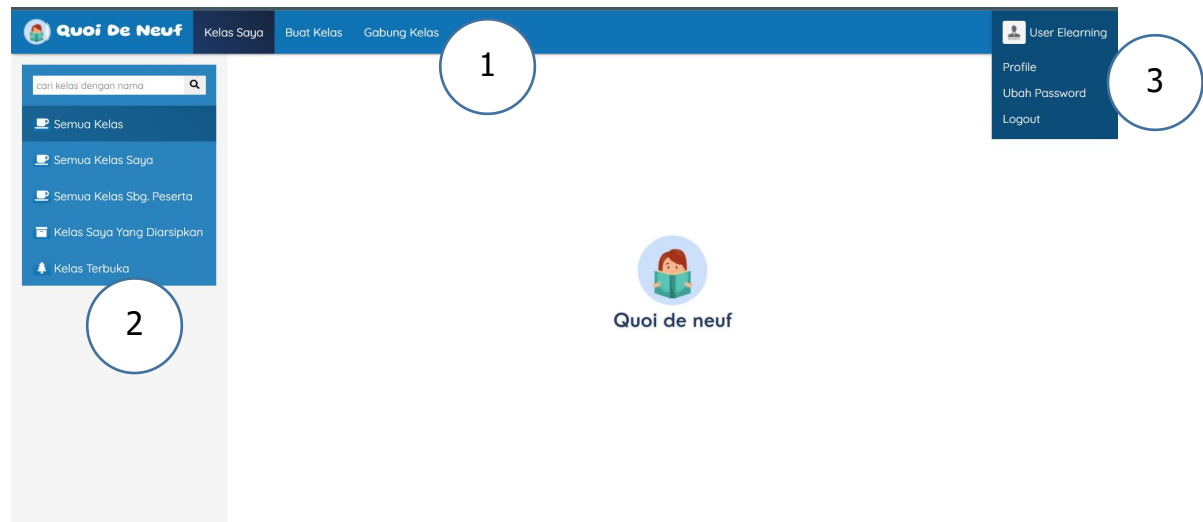 Quoi De Neuf Kelas Saya Buat Kelas Gabung Kelas User Elearning
1
Profile
Ubah Password
Logout
3
cari kelas dengan nama
Semua Kelas
Semua Kelas Saya
Semua Kelas Sbg. Peserta
Kelas Saya Yang Diarsipkan
Kelas Terbuka
2
Quoi de neuf